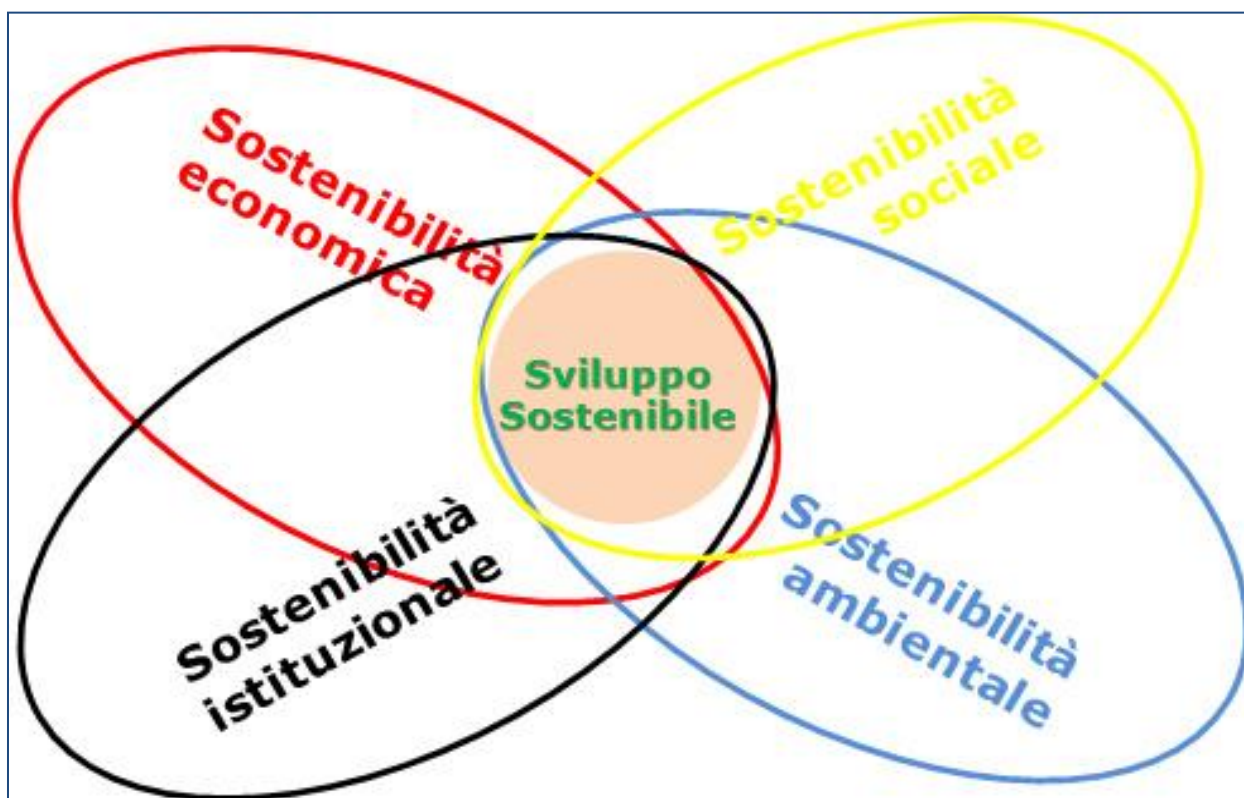 Sostenibilità
economica
Sostenibilità
sociale
Sviluppo
Sostenibile
Sostenibilità
istituzionale
Sostenibilità
ambientale